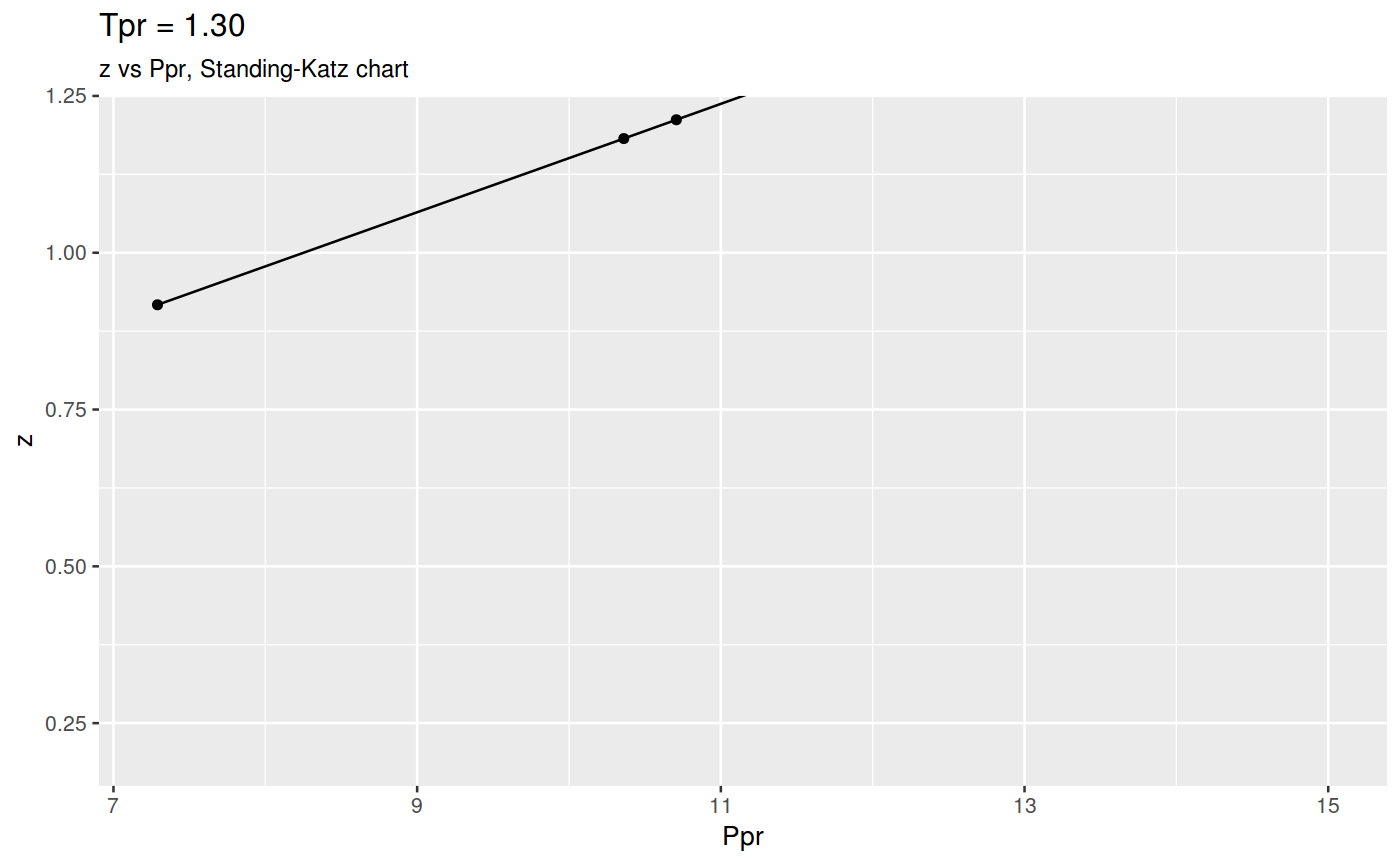 Tpr = 1.30
z vs Ppr, Standing-Katz chart
1.25
1.00
0.75
0.50
0.25
z
7 9 11 13 15
Ppr